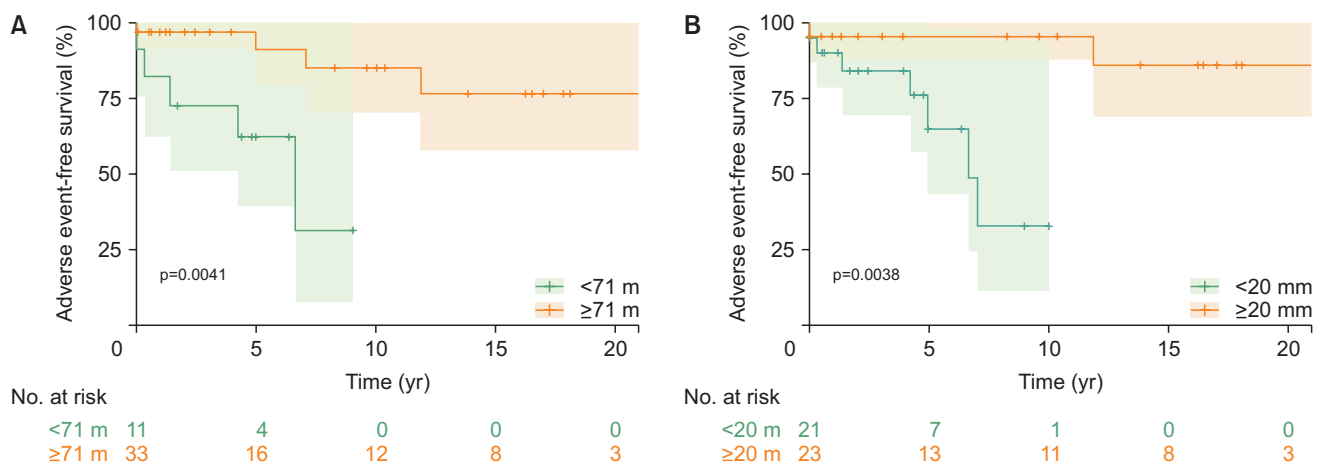 A
Adverse event-free survival (%)
100
75
50
25
0
5
10
15
20
Time (yr)
p=0.0041
<71 m
≥71 m
No. at risk
<71 m 11 4 0 0 0
≥71 m 33 16 12 8 3
B
Adverse event-free survival (%)
100
75
50
25
0
5
10
15
20
Time (yr)
p=0.0038
<20 mm
≥20 mm
No. at risk
<20 m 21 7 1 0 0
≥20 m 23 13 11 8 3